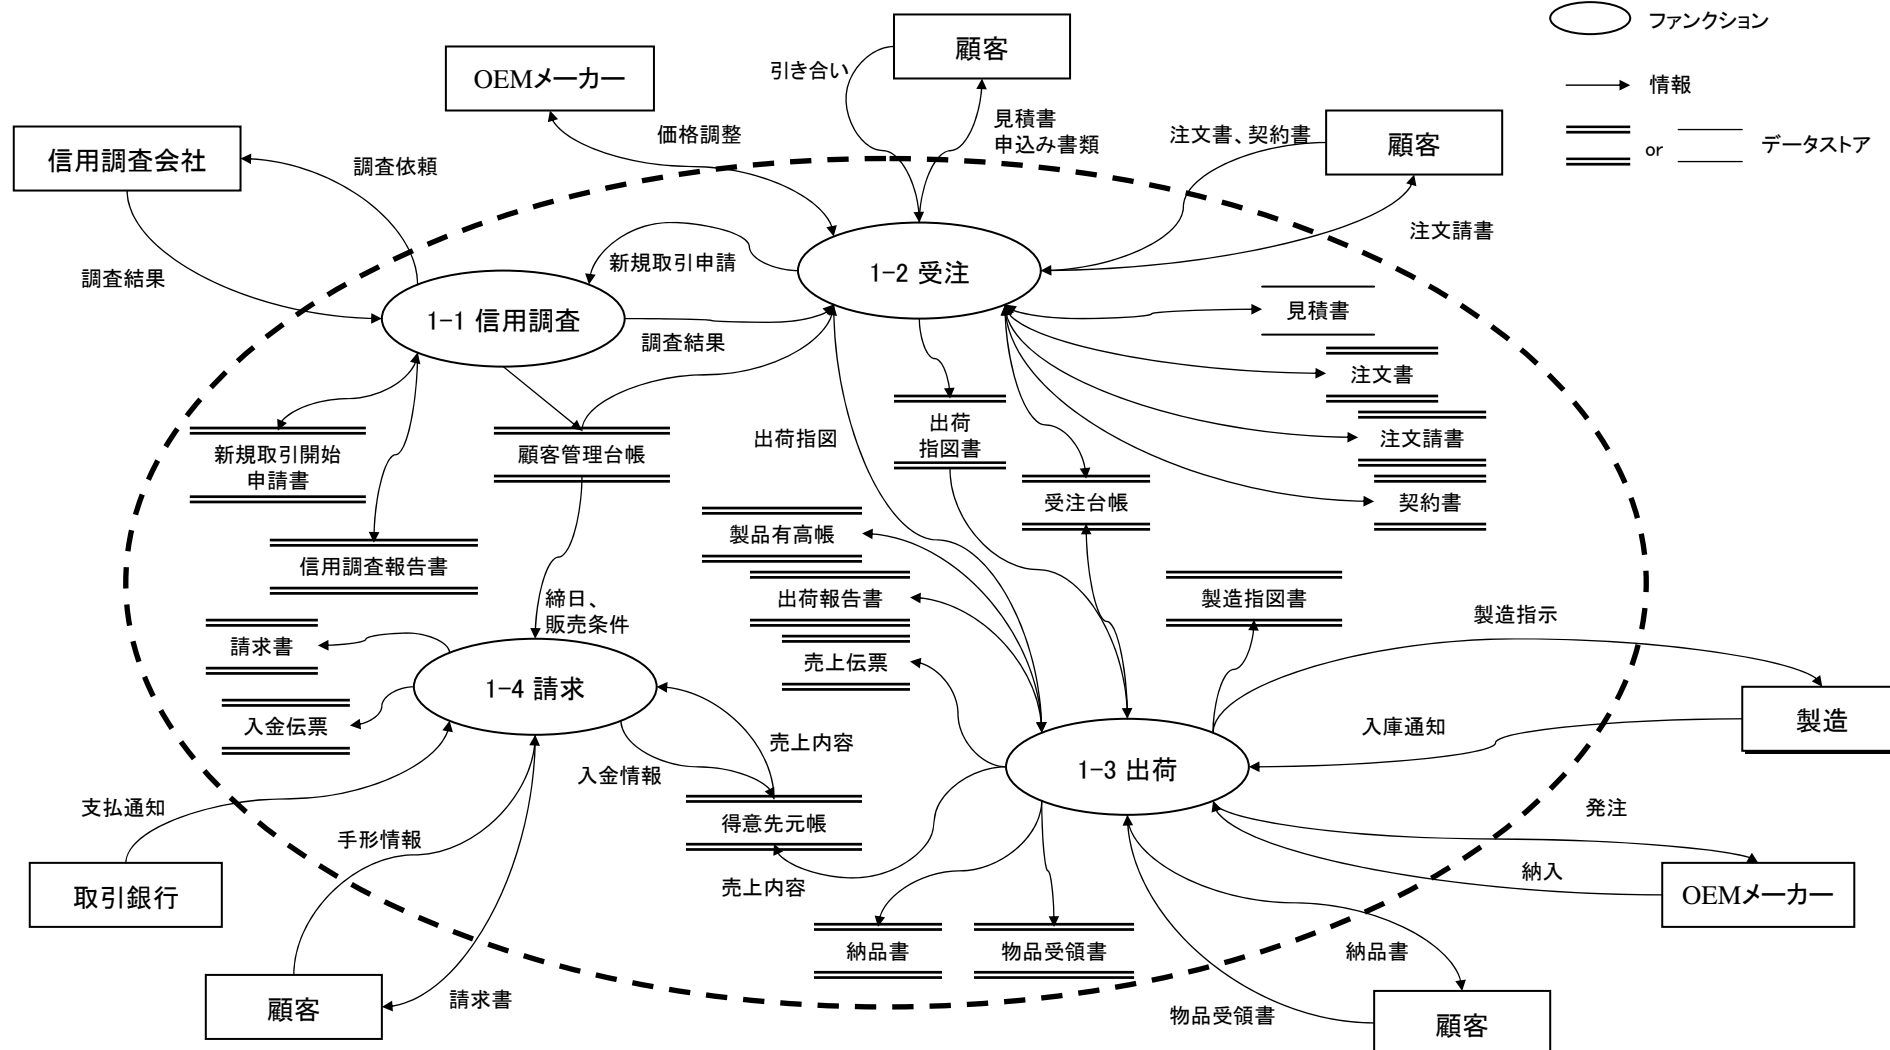 ファンクション
顧客
引き合い
OEMメーカー
情報
見積書
申込み書類
価格調整
注文書、契約書
顧客
or
データストア
信用調査会社
調査依頼
注文請書
新規取引申請
1-2 受注
調査結果
見積書
1-1 信用調査
調査結果
注文書
出荷
指図書
出荷指図
注文請書
新規取引開始
申請書
顧客管理台帳
受注台帳
契約書
製品有高帳
信用調査報告書
出荷報告書
製造指図書
締日、
販売条件
製造指示
請求書
売上伝票
1-4 請求
入金伝票
売上内容
入庫通知
製造
入金情報
1-3 出荷
支払通知
得意先元帳
発注
手形情報
売上内容
納入
取引銀行
OEMメーカー
納品書
物品受領書
納品書
顧客
請求書
物品受領書
顧客